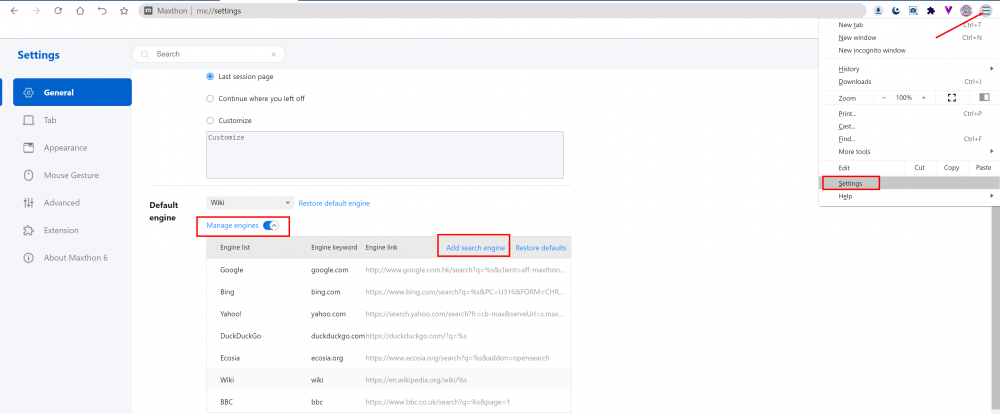 Maxthon | mx://settings
Settings
Search
General
Tab
Appearance
Mouse Gesture
Advanced
Extension
About Maxthon 6
Last session page
Continue where you left off
Customize
Customize
Default engine
Wiki
Restore default engine
Manage engines
Engine list Engine keyword Engine link Add search engine Restore defaults
Google google.com http://www.google.com.hk/search?q=%s&client=aff-maxthon...
Bing bing.com https://www.bing.com/search?q=%s&PC=U316&FORM=CHR...
Yahoo! yahoo.com https://search.yahoo.com/search?fr=cb-max&serveUrl=s.max...
DuckDuckGo duckduckgo.com https://duckduckgo.com/?q=%s
Ecosia ecosia.org https://www.ecosia.org/search?q=%s&addon=opensearch
Wiki wiki https://en.wikipedia.org/wiki/%s
BBC bbc https://www.bbc.co.uk/search?q=%s&page=1
New tab Ctrl+T
New window Ctrl+N
New incognito window
History
Downloads Ctrl+J
Zoom − 100% +
Print... Ctrl+P
Cast...
Find... Ctrl+F
More tools
Edit Cut Copy Paste
Settings
Help